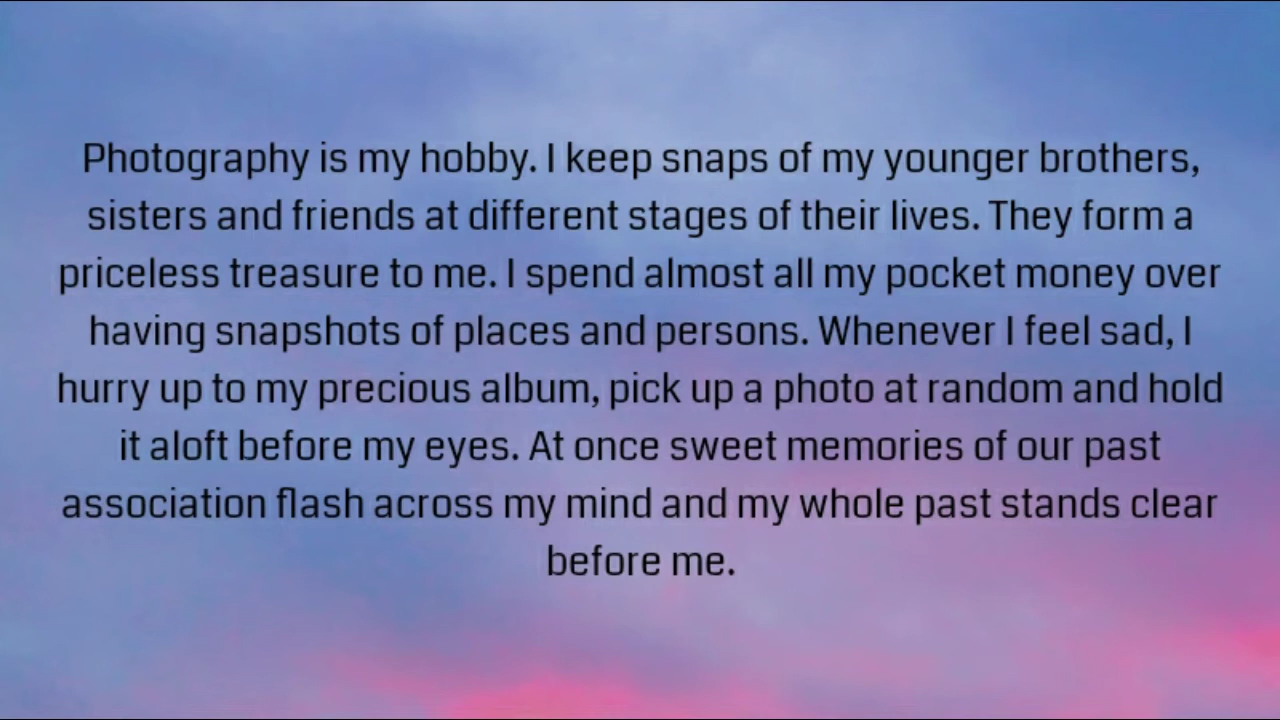 Photography is my hobby. I keep snaps of my younger brothers,
sisters and friends at different stages of their lives. They form a
priceless treasure to me. I spend almost all my pocket money over
having snapshots of places and persons. Whenever I feel sad, I
hurry up to my precious album, pick up a photo at random and hold
it aloft before my eyes. At once sweet memories of our past
association flash across my mind and my whole past stands clear
before me.